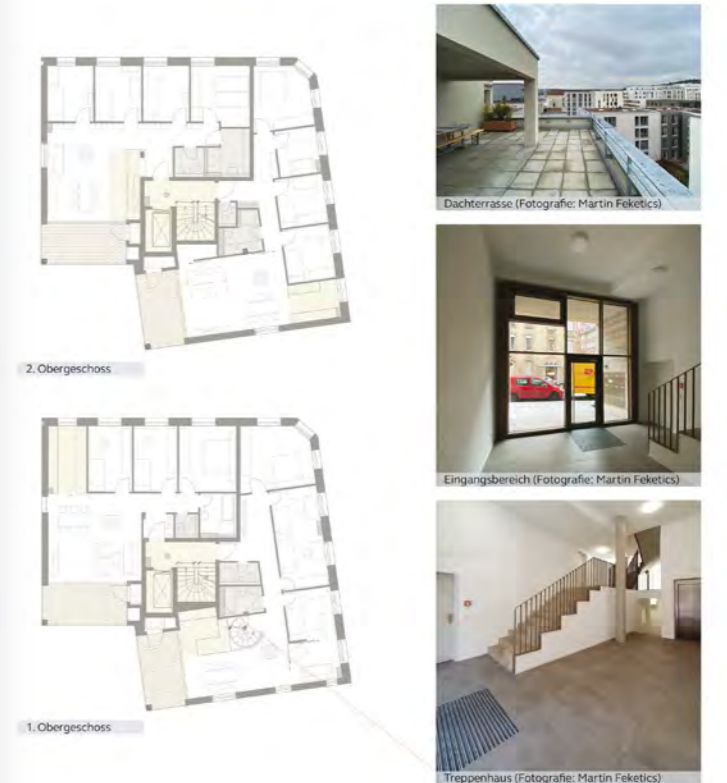 Dachterrasse (Fotografie: Martin Feketics)
2. Obergeschoss
Eingangsbereich (Fotografie: Martin Feketics)
1. Obergeschoss
Treppenhaus (Fotografie: Martin Feketics)